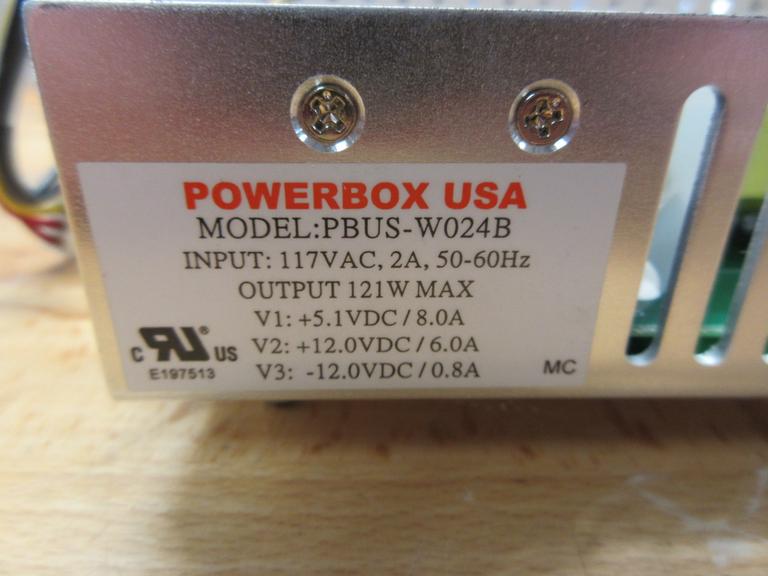 POWERBOX USA
MODEL:PBUS-W024B
INPUT: 117VAC, 2A, 50-60Hz
OUTPUT 121W MAX
V1: +5.1VDC / 8.0A
V2: +12.0VDC / 6.0A
V3: -12.0VDC / 0.8A
c RU ® US
E197513
MC